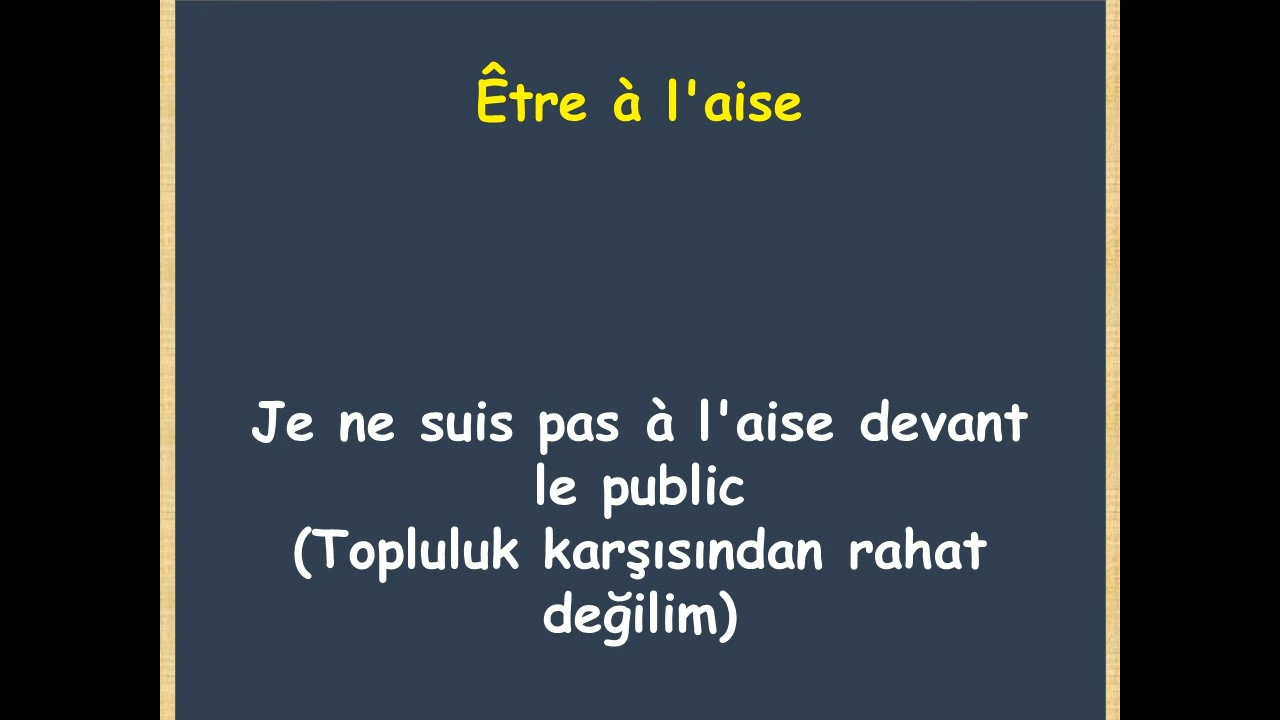 Être à l'aise
Je ne suis pas à l'aise devant
le public
(Topluluk karşısından rahat
değilim)